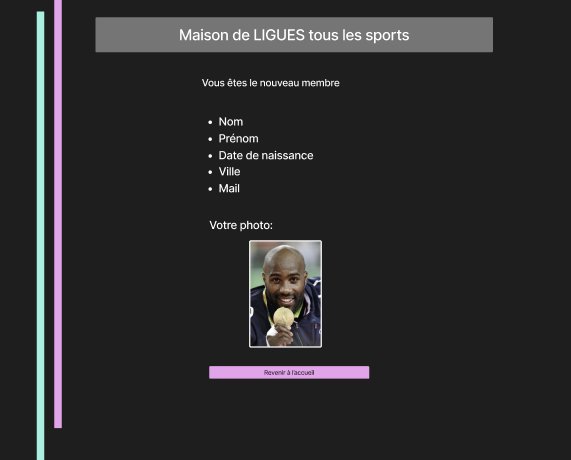 Maison de LIGUES tous les sports
Vous êtes le nouveau membre
Nom
Prénom
Date de naissance
Ville
Mail
Votre photo:
Revenir à l'accueil